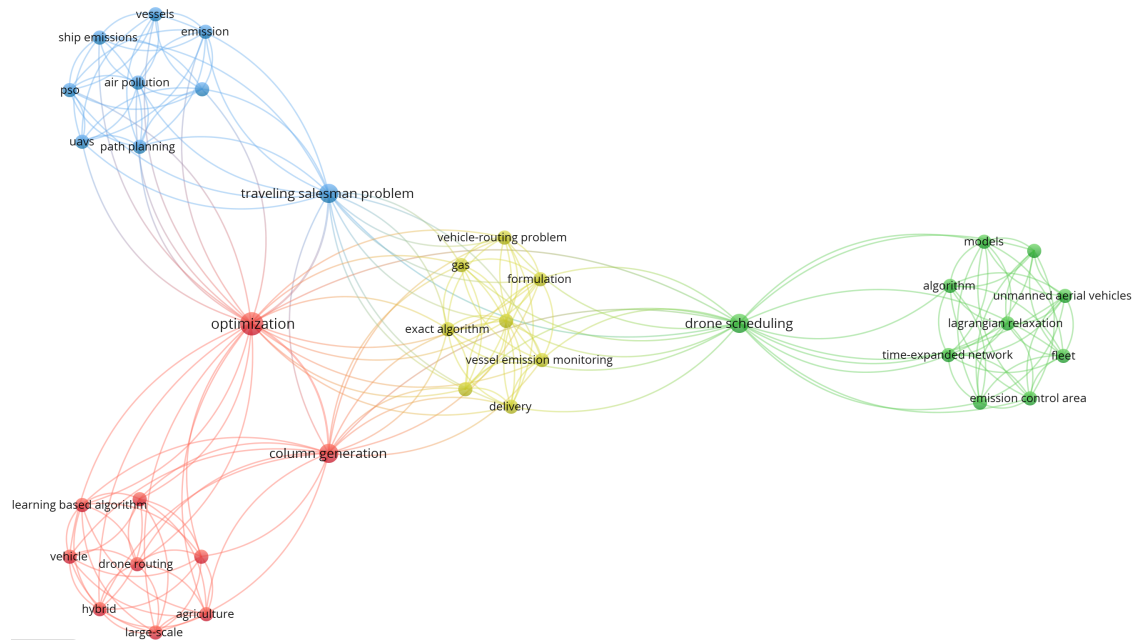 vessels
emission
ship emissions
air pollution
pso
uavs
path planning
traveling salesman problem
vehicle-routing problem
gas
formulation
optimization
exact algorithm
vessel emission monitoring
delivery
drone scheduling
models
algorithm
unmanned aerial vehicles
lagrangian relaxation
time-expanded network
fleet
emission control area
column generation
learning based algorithm
vehicle
drone routing
hybrid
agriculture
large-scale